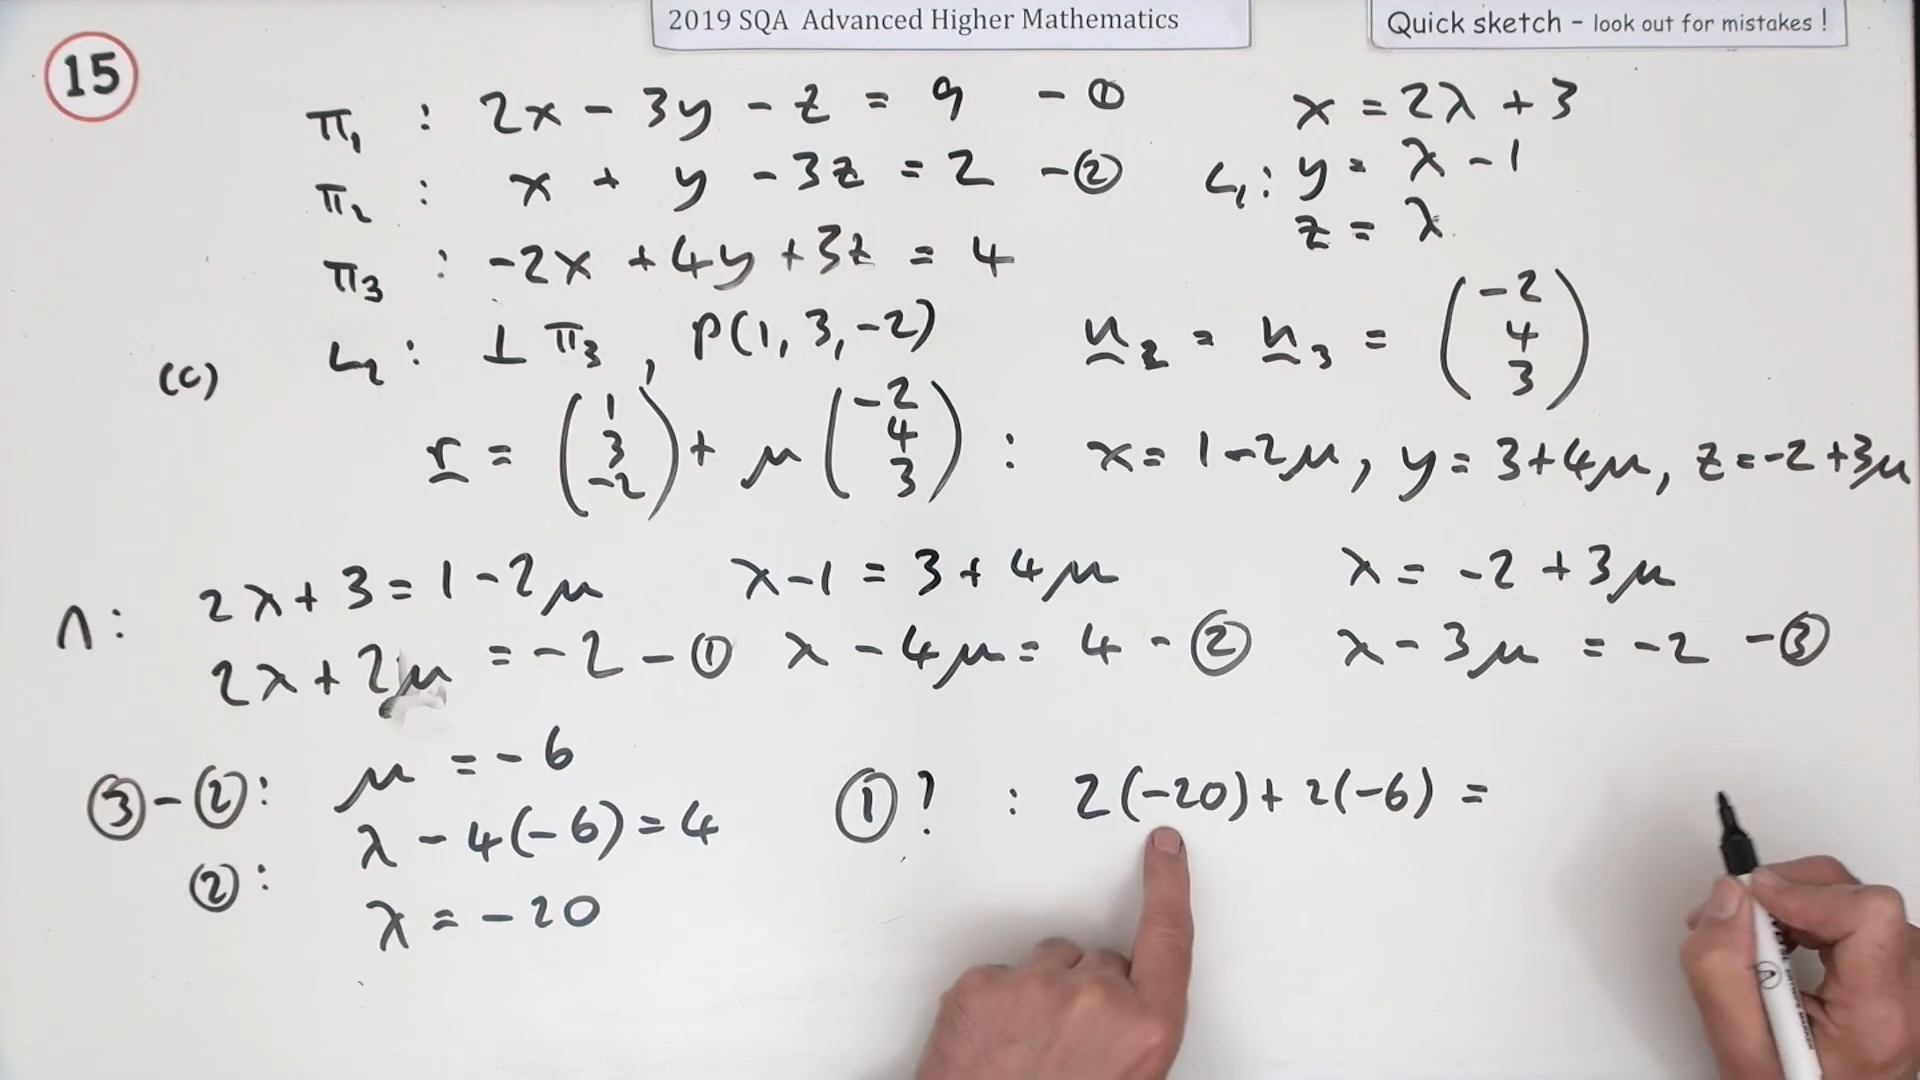 2019 SQA Advanced Higher Mathematics
Quick sketch - look out for mistakes !
15
π₁ : 2x - 3y - z = 9 - ①
π₂ : x + y - 3z = 2 - ②
π₃ : -2x + 4y + 3z = 4
L₁: x = 2λ + 3
y = λ - 1
z = λ
(c) L₂ : ⊥ π₃ , P(1, 3, -2) n₂ = n₃ = (-2 4 3)
r = (1 3 -2) + μ (-2 4 3) : x = 1-2μ, y = 3+4μ, z = -2+3μ
∩: 2λ + 3 = 1 - 2μ λ - 1 = 3 + 4μ λ = -2 + 3μ
2λ + 2μ = -2 - ① λ - 4μ = 4 - ② λ - 3μ = -2 - ③
③-②: μ = -6
②: λ - 4(-6) = 4
λ = -20
①? : 2(-20) + 2(-6) =